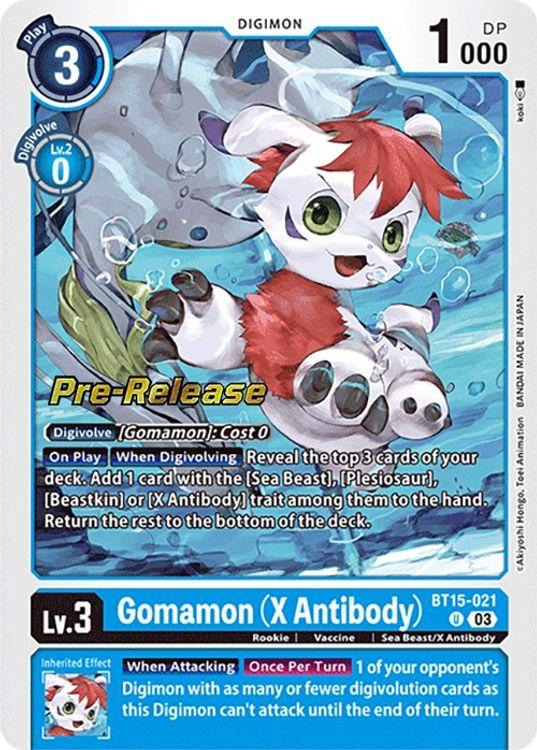 DIGIMON
Play
3
1000
DP
Digivolve
Lv.2
0
koki
Pre-Release
Digivolve [Gomamon]: Cost 0
On Play When Digivolving Reveal the top 3 cards of your
deck. Add 1 card with the [Sea Beast], [Plesiosaur],
[Beastkin] or [X Antibody] trait among them to the hand.
Return the rest to the bottom of the deck.
©Akiyoshi Hongo, Toei Animation BANDAI MADE IN JAPAN
Lv.3
Gomamon (X Antibody)
BT15-021
U 03
Rookie | Vaccine | Sea Beast/X Antibody
Inherited Effect
When Attacking Once Per Turn 1 of your opponent's
Digimon with as many or fewer digivolution cards as
this Digimon can't attack until the end of their turn.